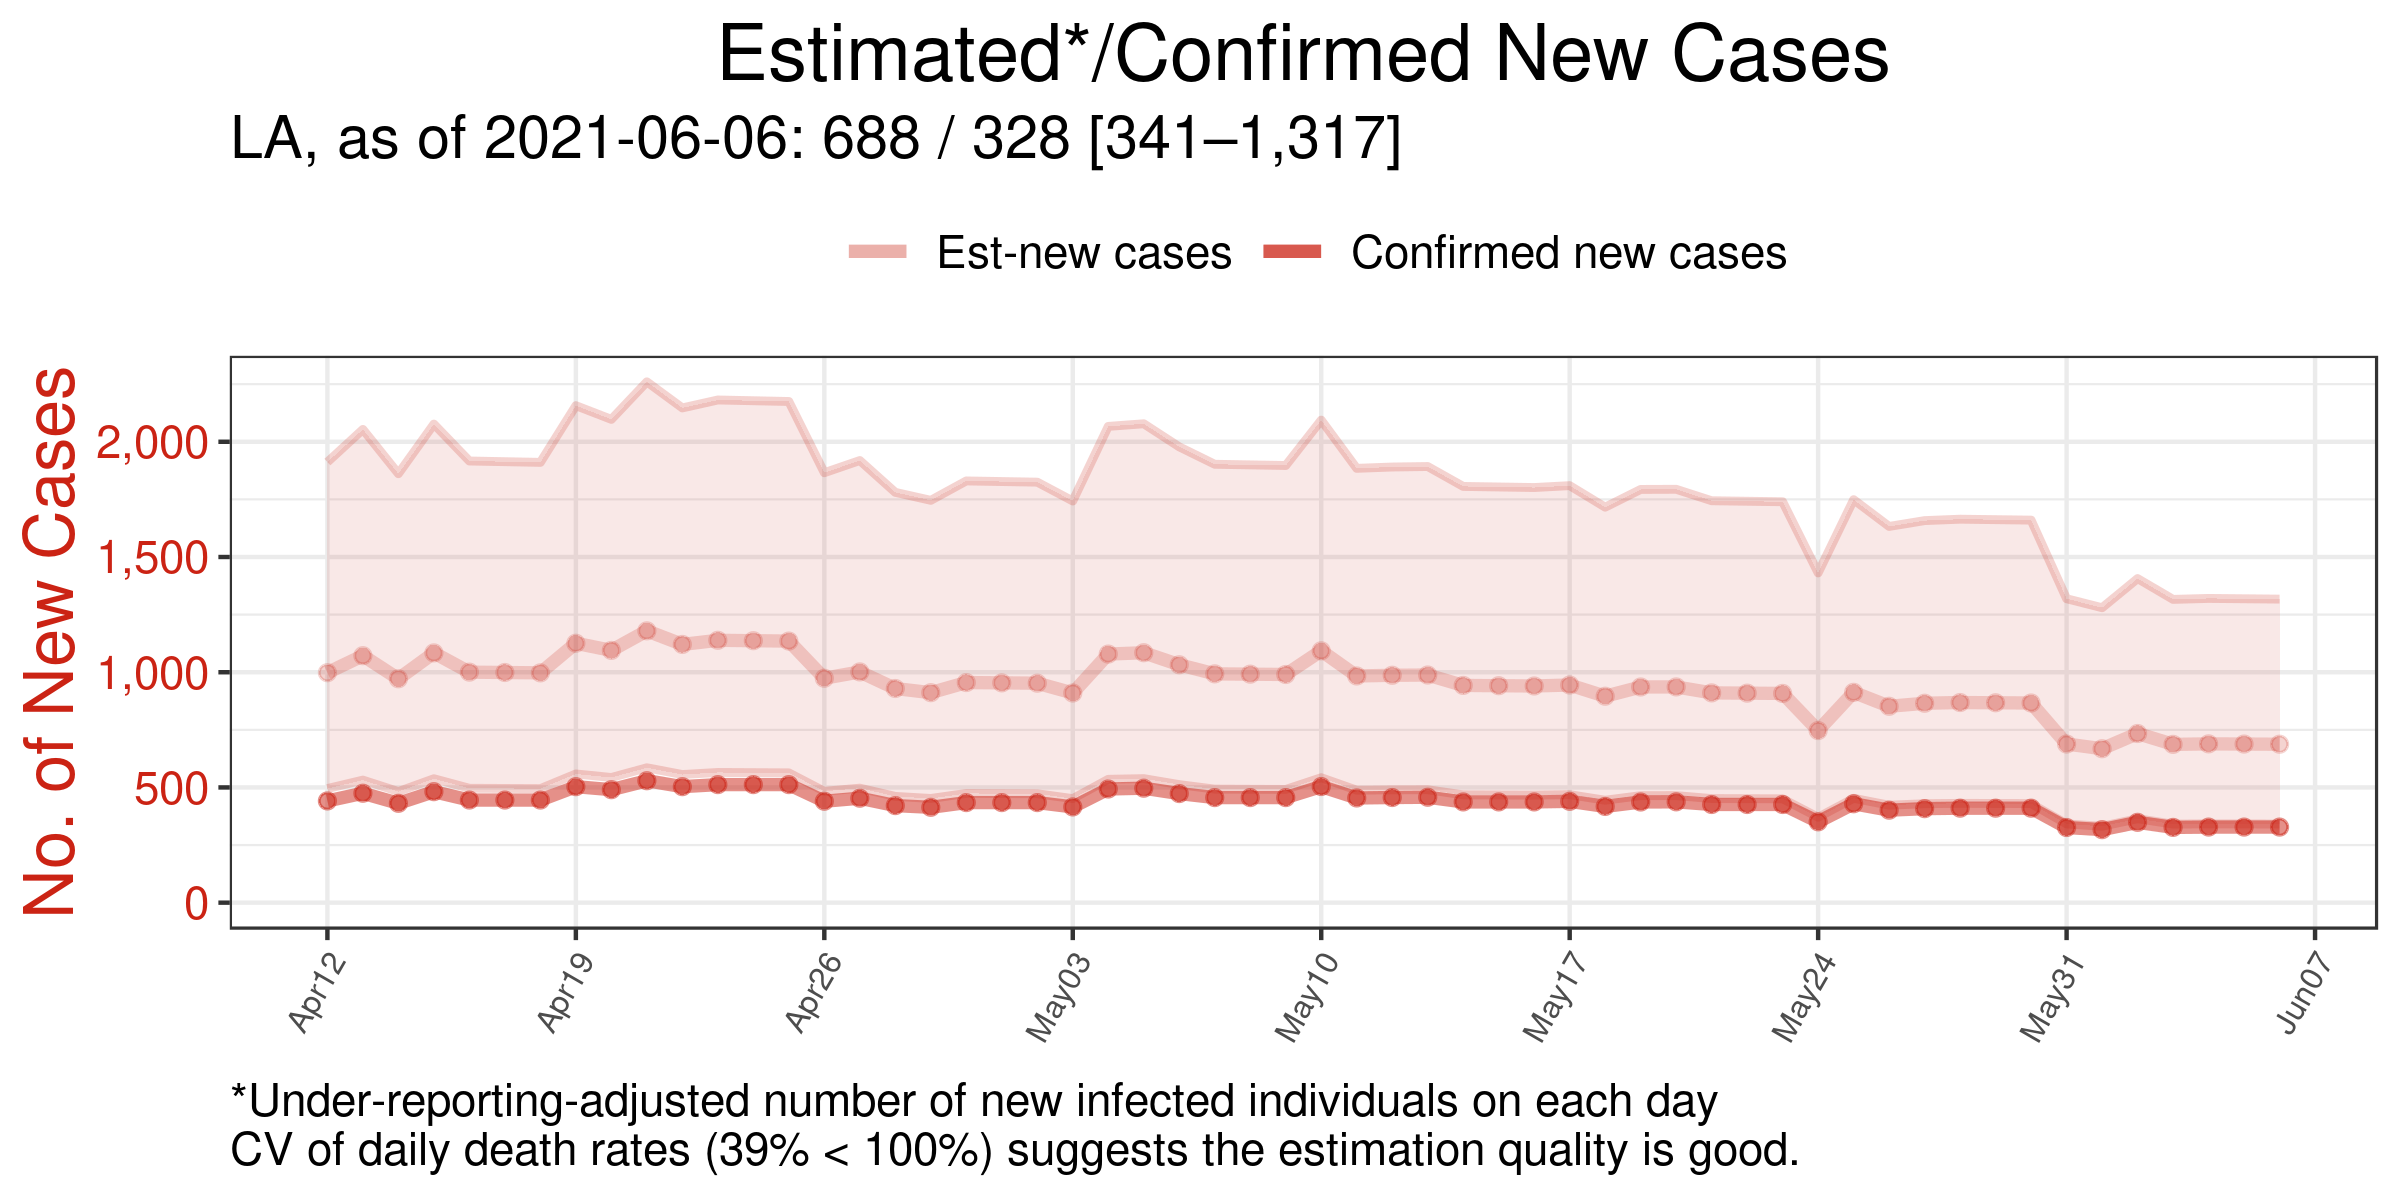 Estimated*/Confirmed New Cases
LA, as of 2021-06-06: 688 / 328 [341–1,317]
Est-new cases Confirmed new cases
No. of New Cases
2,000
1,500
1,000
500
0
Apr12 Apr19 Apr26 May03 May10 May17 May24 May31 Jun07
*Under-reporting-adjusted number of new infected individuals on each day
CV of daily death rates (39% < 100%) suggests the estimation quality is good.